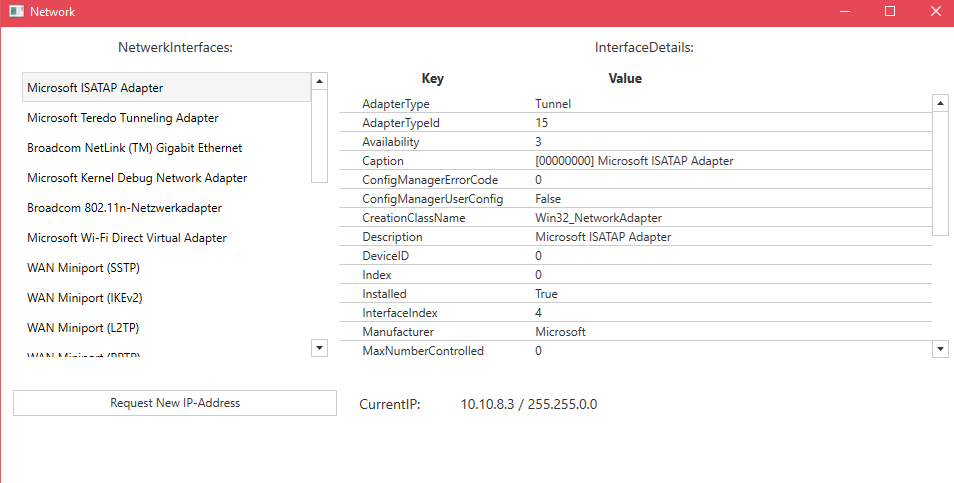 Network
NetwerkInterfaces:
Microsoft ISATAP Adapter
Microsoft Teredo Tunneling Adapter
Broadcom NetLink (TM) Gigabit Ethernet
Microsoft Kernel Debug Network Adapter
Broadcom 802.11n-Netzwerkadapter
Microsoft Wi-Fi Direct Virtual Adapter
WAN Miniport (SSTP)
WAN Miniport (IKEv2)
WAN Miniport (L2TP)
WAN Miniport (PPTP)
Request New IP-Address
InterfaceDetails:
Key Value
AdapterType Tunnel
AdapterTypeId 15
Availability 3
Caption [00000000] Microsoft ISATAP Adapter
ConfigManagerErrorCode 0
ConfigManagerUserConfig False
CreationClassName Win32_NetworkAdapter
Description Microsoft ISATAP Adapter
DeviceID 0
Index 0
Installed True
InterfaceIndex 4
Manufacturer Microsoft
MaxNumberControlled 0
CurrentIP: 10.10.8.3 / 255.255.0.0